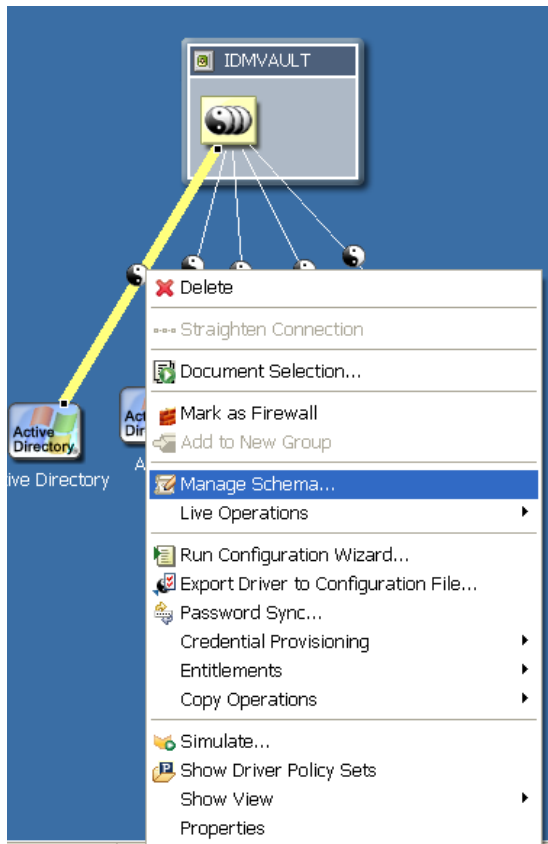 IDMVAULT
Delete
Straighten Connection
Document Selection...
Mark as Firewall
Add to New Group
Active
Directory
Act
Dir
ive Directory
A
Manage Schema...
Live Operations
Run Configuration Wizard...
Export Driver to Configuration File...
Password Sync...
Credential Provisioning
Entitlements
Copy Operations
Simulate...
Show Driver Policy Sets
Show View
Properties